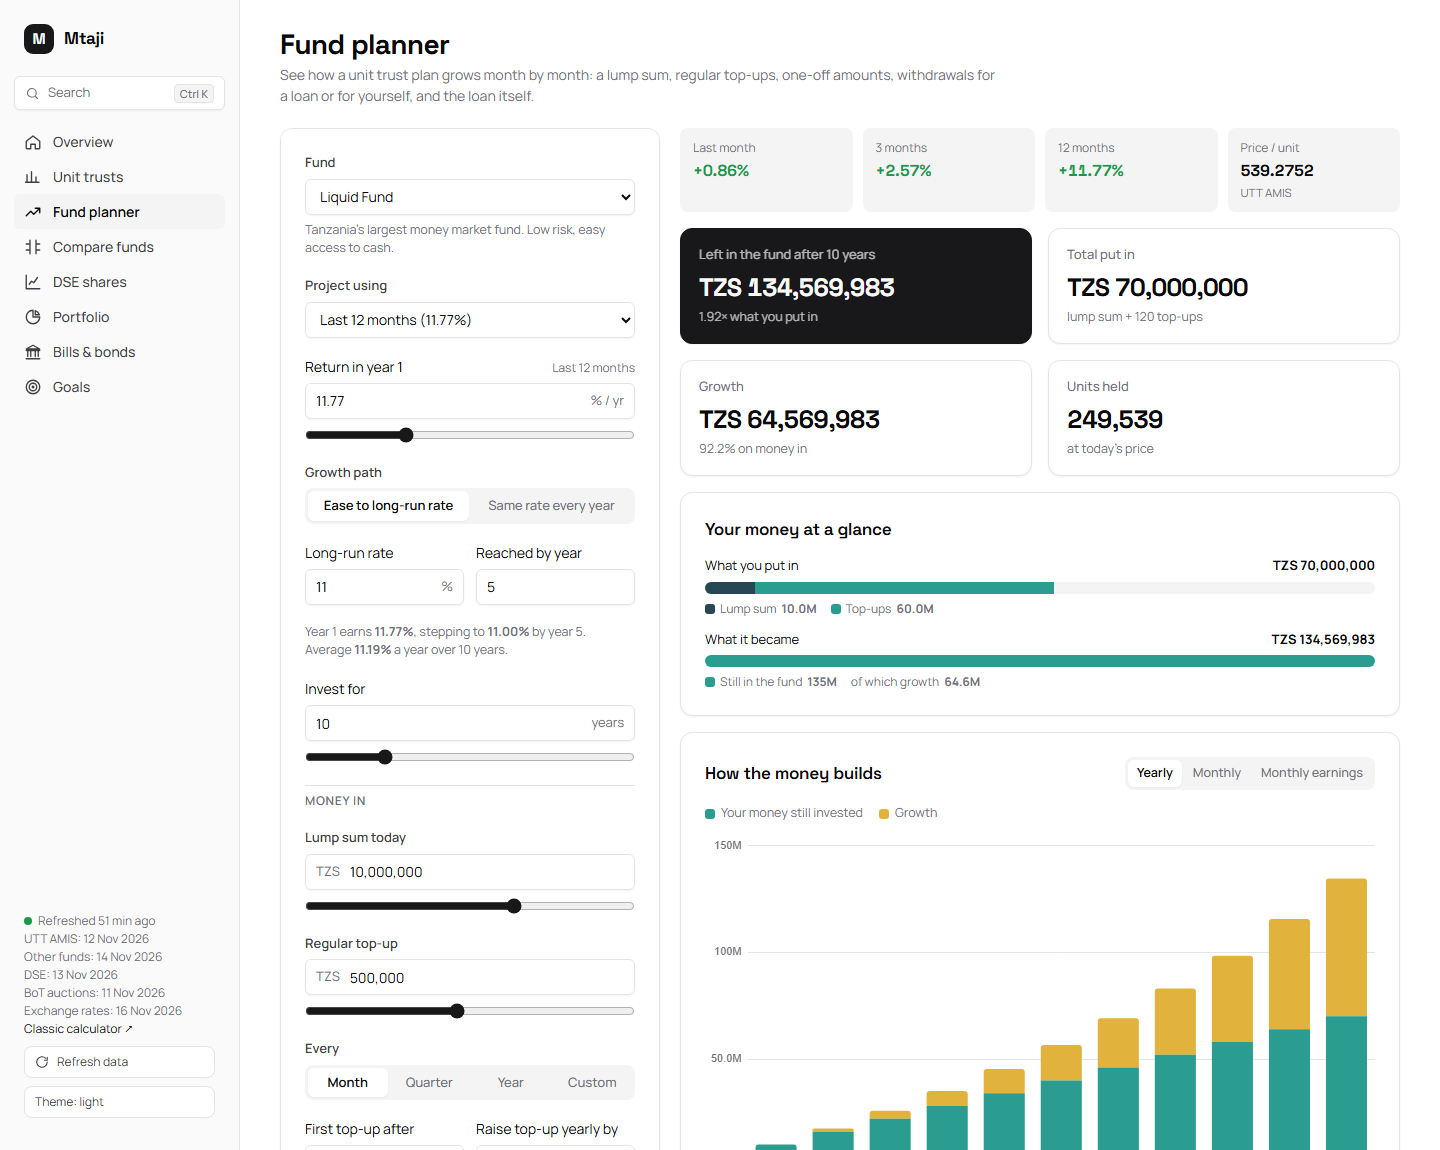 M Mtaji
Search Ctrl K
Overview
Unit trusts
Fund planner
Compare funds
DSE shares
Portfolio
Bills & bonds
Goals
Refreshed 51 min ago
UTT AMIS: 12 Nov 2026
Other funds: 14 Nov 2026
DSE: 13 Nov 2026
BoT auctions: 11 Nov 2026
Exchange rates: 16 Nov 2026
Classic calculator ↗
Refresh data
Theme: light
Fund planner
See how a unit trust plan grows month by month: a lump sum, regular top-ups, one-off amounts, withdrawals for
a loan or for yourself, and the loan itself.
Fund
Liquid Fund
Tanzania's largest money market fund. Low risk, easy
access to cash.
Project using
Last 12 months (11.77%)
Return in year 1 Last 12 months
11.77 % / yr
Growth path
Ease to long-run rate Same rate every year
Long-run rate Reached by year
11 % 5
Year 1 earns 11.77%, stepping to 11.00% by year 5.
Average 11.19% a year over 10 years.
Invest for
10 years
MONEY IN
Lump sum today
TZS 10,000,000
Regular top-up
TZS 500,000
Every
Month Quarter Year Custom
First top-up after Raise top-up yearly by
Last month
+0.86%
3 months
+2.57%
12 months
+11.77%
Price / unit
539.2752
UTT AMIS
Left in the fund after 10 years
TZS 134,569,983
1.92× what you put in
Total put in
TZS 70,000,000
lump sum + 120 top-ups
Growth
TZS 64,569,983
92.2% on money in
Units held
249,539
at today's price
Your money at a glance
What you put in TZS 70,000,000
Lump sum 10.0M Top-ups 60.0M
What it became TZS 134,569,983
Still in the fund 135M of which growth 64.6M
How the money builds
Yearly Monthly Monthly earnings
Your money still invested Growth
150M
100M
50.0M